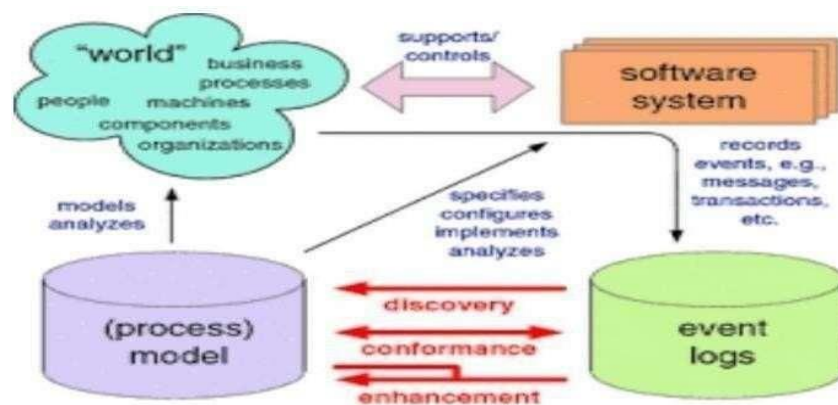 "world"
business
processes
people
machines
components
organizations
supports/
controls
software
system
records
events, e.g.,
messages,
transactions,
etc.
models
analyzes
specifies
configures
implements
analyzes
(process)
model
discovery
conformance
enhancement
event
logs